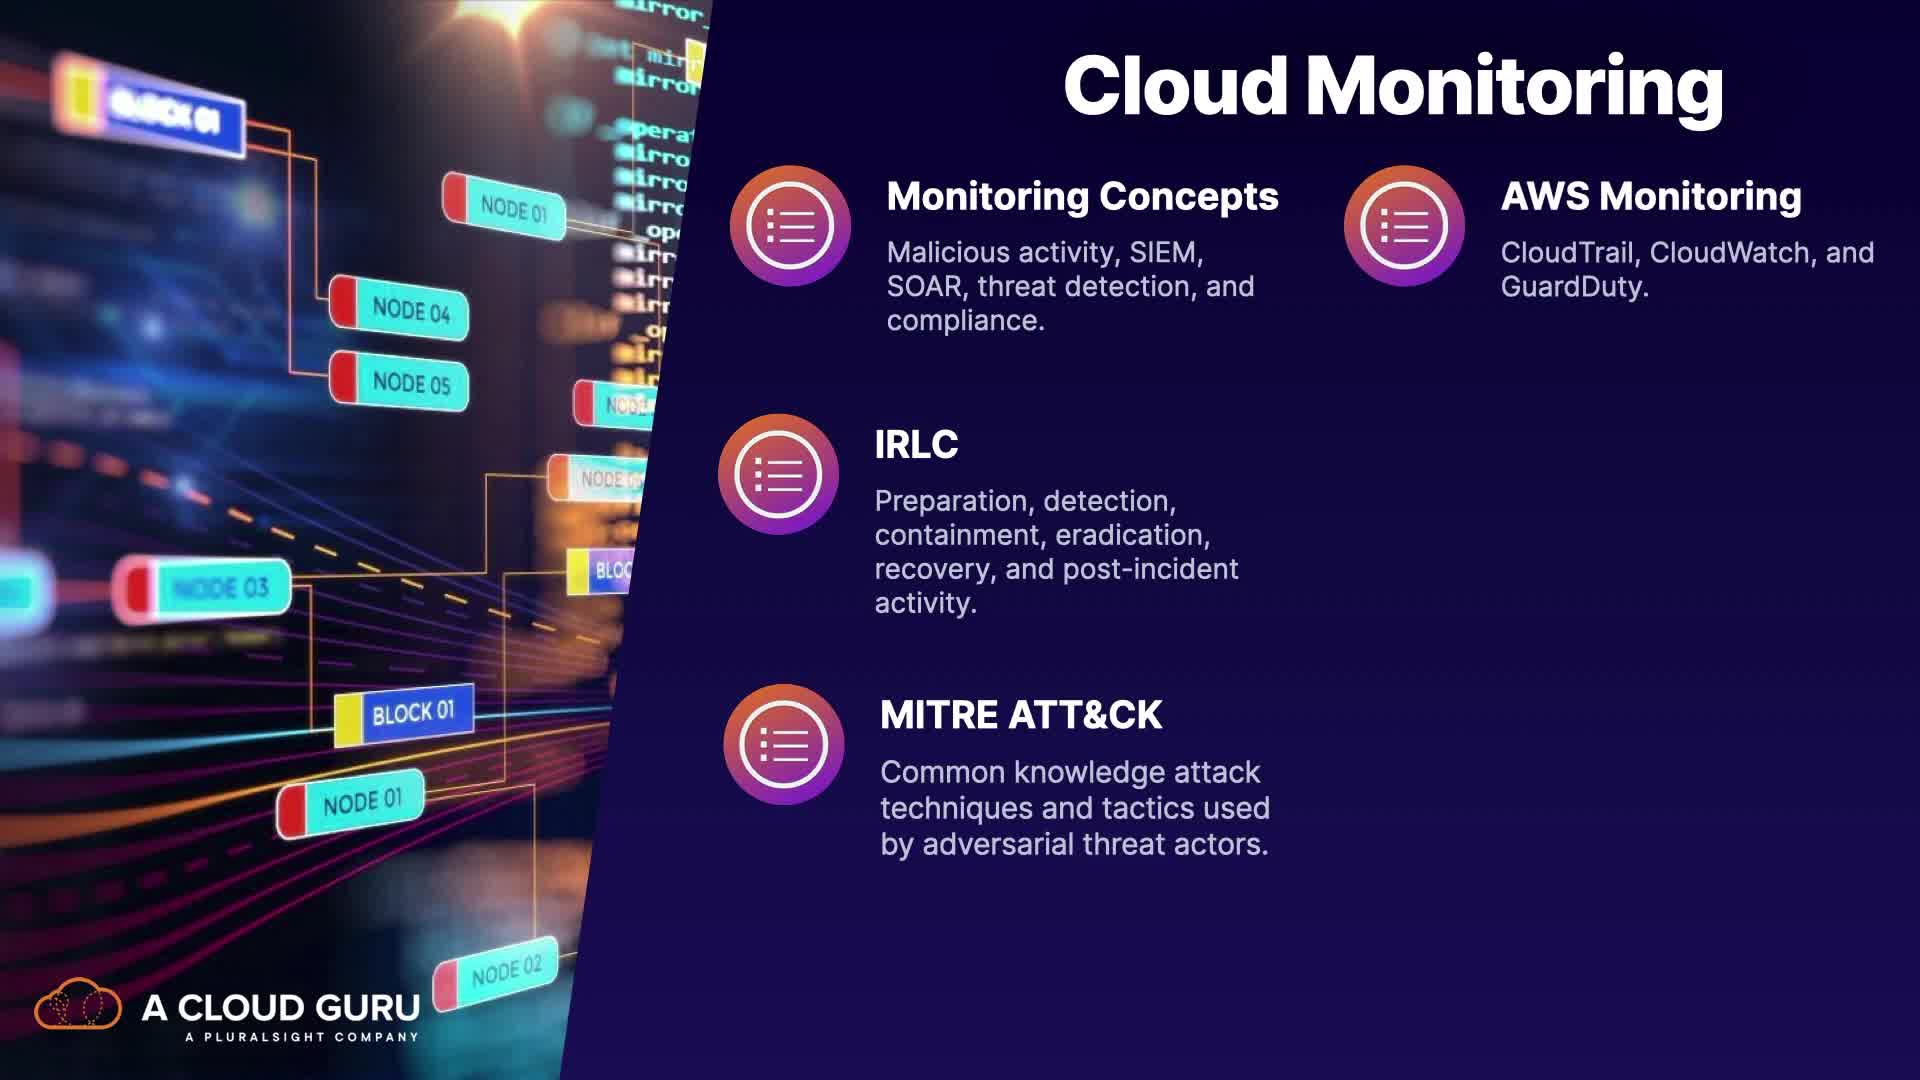 Cloud Monitoring
Monitoring Concepts
Malicious activity, SIEM,
SOAR, threat detection, and
compliance.
AWS Monitoring
CloudTrail, CloudWatch, and
GuardDuty.
IRLC
Preparation, detection,
containment, eradication,
recovery, and post-incident
activity.
MITRE ATT&CK
Common knowledge attack
techniques and tactics used
by adversarial threat actors.
BLOCK 01
NODE 01
NODE 04
NODE 05
NODE 03
BLOCK 01
NODE 01
NODE 02
A CLOUD GURU
A PLURALSIGHT COMPANY